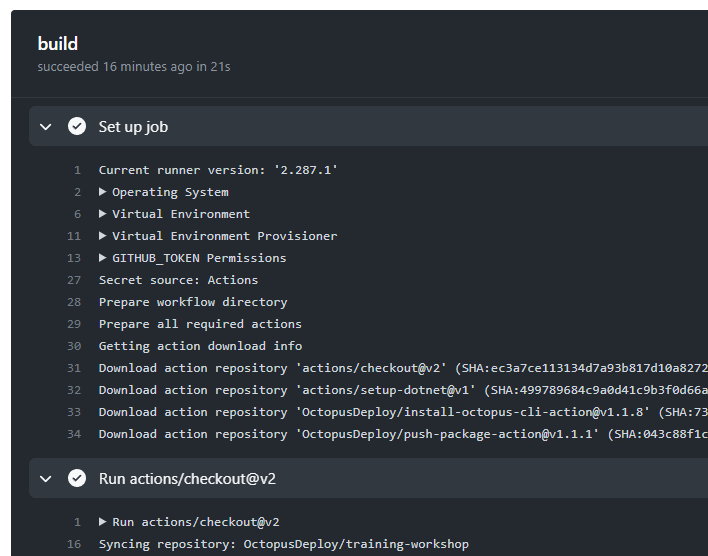 build
succeeded 16 minutes ago in 21s
Set up job
1 Current runner version: '2.287.1'
2 Operating System
6 Virtual Environment
11 Virtual Environment Provisioner
13 GITHUB_TOKEN Permissions
27 Secret source: Actions
28 Prepare workflow directory
29 Prepare all required actions
30 Getting action download info
31 Download action repository 'actions/checkout@v2' (SHA:ec3a7ce113134d7a93b817d10a8272
32 Download action repository 'actions/setup-dotnet@v1' (SHA:499789684c9a0d41c9b3f0d66a
33 Download action repository 'OctopusDeploy/install-octopus-cli-action@v1.1.8' (SHA:73
34 Download action repository 'OctopusDeploy/push-package-action@v1.1.1' (SHA:043c88f1c
Run actions/checkout@v2
1 Run actions/checkout@v2
16 Syncing repository: OctopusDeploy/training-workshop